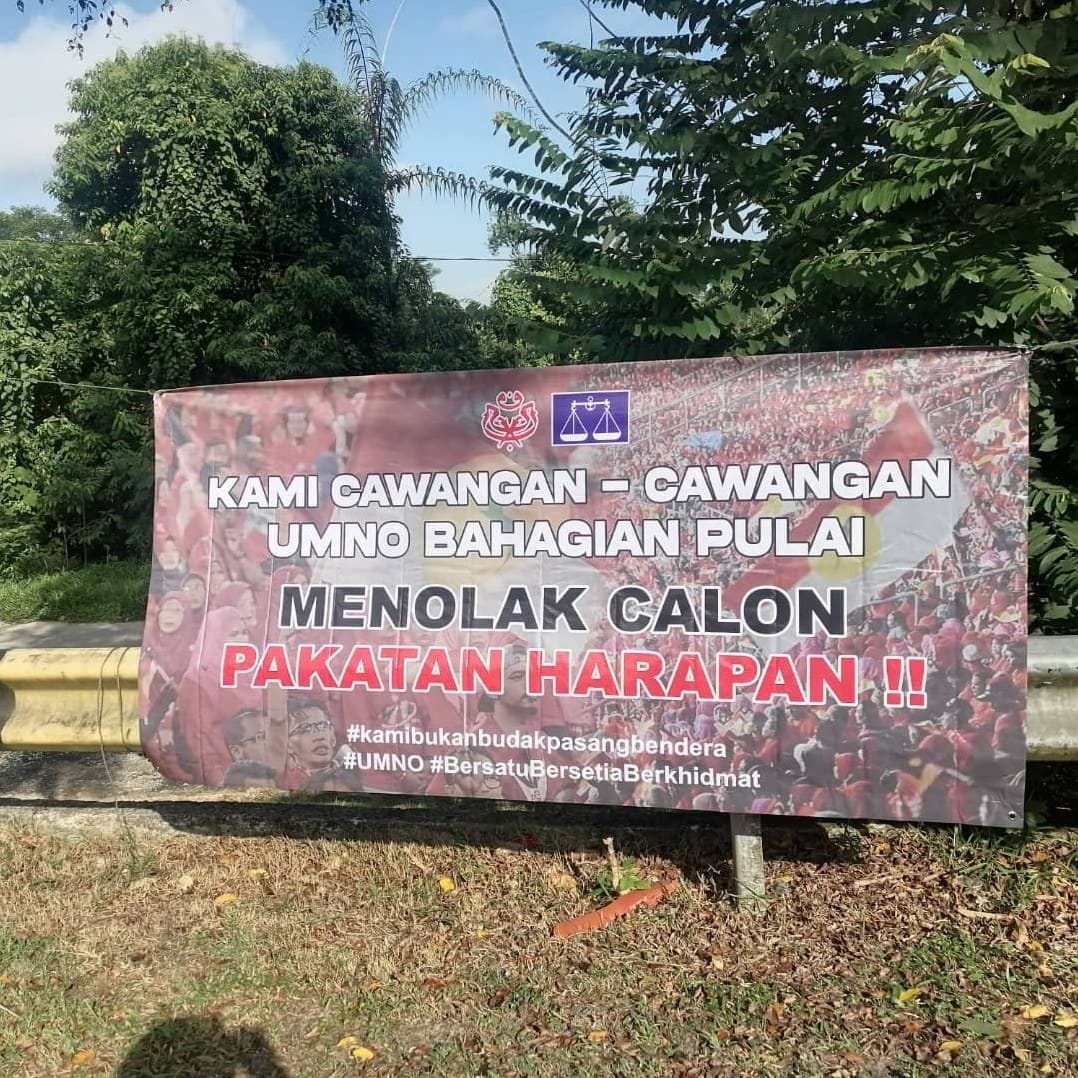 KAMI CAWANGAN - CAWANGAN
UMNO BAHAGIAN PULAI
MENOLAK CALON
PAKATAN HARAPAN !!
#kamibukanbudakpasangbendera
#UMNO #BersatuBersetiaBerkhidmat